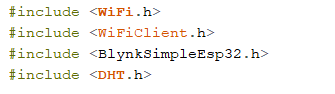 #include <WiFi.h>
#include <WiFiClient.h>
#include <BlynkSimpleEsp32.h>
#include <DHT.h>